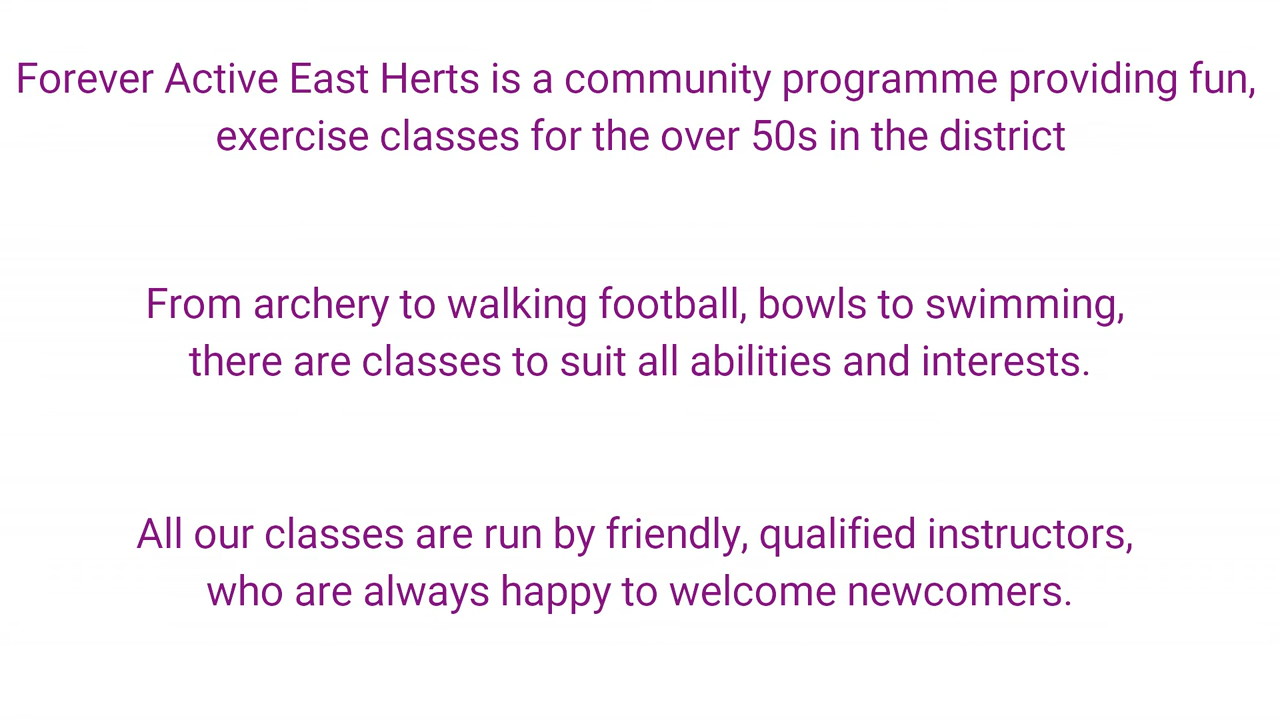 Forever Active East Herts is a community programme providing fun,
exercise classes for the over 50s in the district
From archery to walking football, bowls to swimming,
there are classes to suit all abilities and interests.
All our classes are run by friendly, qualified instructors,
who are always happy to welcome newcomers.